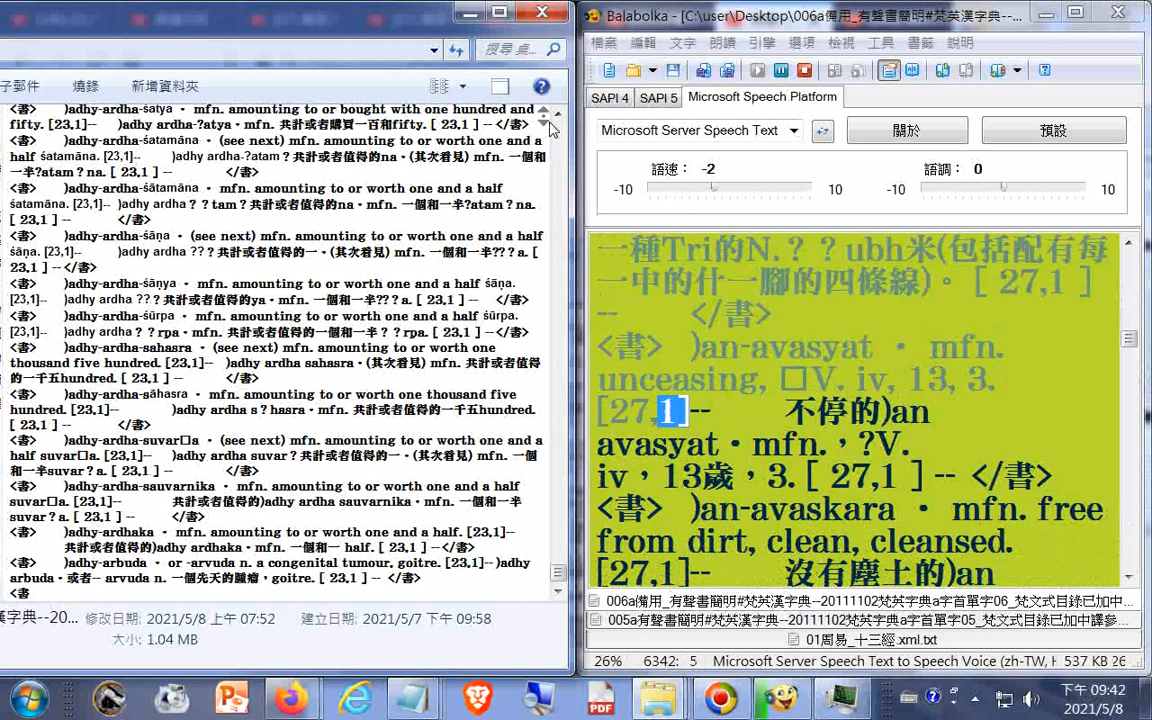 搜尋 桌...
子郵件 燒錄 新增資料夾
<書> )adhy-ardha-śatya・mfn. amounting to or bought with one hundred and
fifty. [23,1]-- )adhy ardha-?atya・mfn. 共計或者購買一百和fifty. [ 23,1 ] --</書>
<書> )adhy-ardha-śatamāna・(see next) mfn. amounting to or worth one and a
half śatamāna. [23,1]-- )adhy ardha-?atam？共計或者值得的na・(其次看見) mfn. 一個和
一半?atam？na. [ 23,1 ] -- </書>
<書> )adhy-ardha-śātamāna・mfn. amounting to or worth one and a half
śatamāna. [23,1]-- )adhy ardha？？tam？共計或者值得的na・mfn. 一個和一半?atam？na.
[ 23,1 ] -- </書>
<書> )adhy-ardha-śāṇa・(see next) mfn. amounting to or worth one and a half
śāṇa. [23,1]-- )adhy ardha ??？共計或者值得的一・(其次看見) mfn. 一個和一半??？a. [
23,1 ] --</書>
<書> )adhy-ardha-śāṇya・mfn. amounting to or worth one and a half śāṇa.
[23,1]-- )adhy ardha ??？共計或者值得的ya・mfn. 一個和一半???a. [ 23,1 ] --</書>
<書> )adhy-ardha-śūrpa・mfn. amounting to or worth one and a half śūrpa.
[23,1]-- )adhy ardha？？rpa・mfn. 共計或者值得的一個和一半？？rpa. [ 23,1 ] --</書>
<書> )adhy-ardha-sahasra・(see next) mfn. amounting to or worth one
thousand five hundred. [23,1]-- )adhy ardha sahasra・(其次看見) mfn. 共計或者值得
的一千五hundred. [ 23,1 ] -- </書>
<書> )adhy-ardha-sāhasra・mfn. amounting to or worth one thousand five
hundred. [23,1]-- )adhy ardha s？hasra・mfn. 共計或者值得的一千五hundred.
[ 23,1 ] -- </書>
<書> )adhy-ardha-suvar□a・(see next) mfn. amounting to or worth one and a
half suvar□a. [23,1]-- )adhy ardha suvar？共計或者值得的a・(其次看見) mfn. 一個
和一半suvar？a. [ 23,1 ] -- </書>
<書> )adhy-ardha-sauvarnika・mfn. amounting to or worth one and a half
suvar□a. [23,1]-- 共計或者值得的)adhy ardha sauvarnika・mfn. 一個和一半
suvar？a. [ 23,1 ] -- </書>
<書> )adhy-ardhaka・mfn. amounting to or worth one and a half. [23,1]--
共計或者值得的)adhy ardhaka・mfn. 一個和一 half. [ 23,1 ] --</書>
<書> )adhy-arbuda・or -arvuda n. a congenital tumour, goitre. [23,1]-- )adhy
arbuda・或者-- arvuda n. 一個先天的腫瘤，goitre. [ 23,1 ] --</書>
<書
漢字典--20... 修改日期: 2021/5/8 上午 07:52 建立日期: 2021/5/7 下午 09:58
大小: 1.04 MB
Balabolka - [C:\user\Desktop\006a備用_有聲書簡明#梵英漢字典--...
檔案 編輯 文字 朗讀 引擎 選項 檢視 工具 書籤 說明
SAPI 4 SAPI 5 Microsoft Speech Platform
Microsoft Server Speech Text 關於 預設
語速： -2 語調： 0
-10 10 -10 10
一種Tri的N.？？ubh米(包括配有每
一中的什一腳的四條線)。[ 27,1 ]
-- </書>
<書> )an-avasyat・mfn.
unceasing, □V. iv, 13, 3.
[27,1]-- 不停的)an
avasyat・mfn.，?V.
iv，13歲，3. [ 27,1 ] -- </書>
<書> )an-avaskara・mfn. free
from dirt, clean, cleansed.
[27,1]-- 沒有塵土的)an
006a備用_有聲書簡明#梵英漢字典--20111102梵英字典a字首單字06_梵文式目錄已加中...
005a有聲書簡明#梵英漢字典--20111102梵英字典a字首單字05_梵文式目錄已加中譯參...
01周易_十三經.xml.txt
26% 6342: 5 Microsoft Server Speech Text to Speech Voice (zh-TW, H 537 KB 26
PDF
下午 09:42
2021/5/8